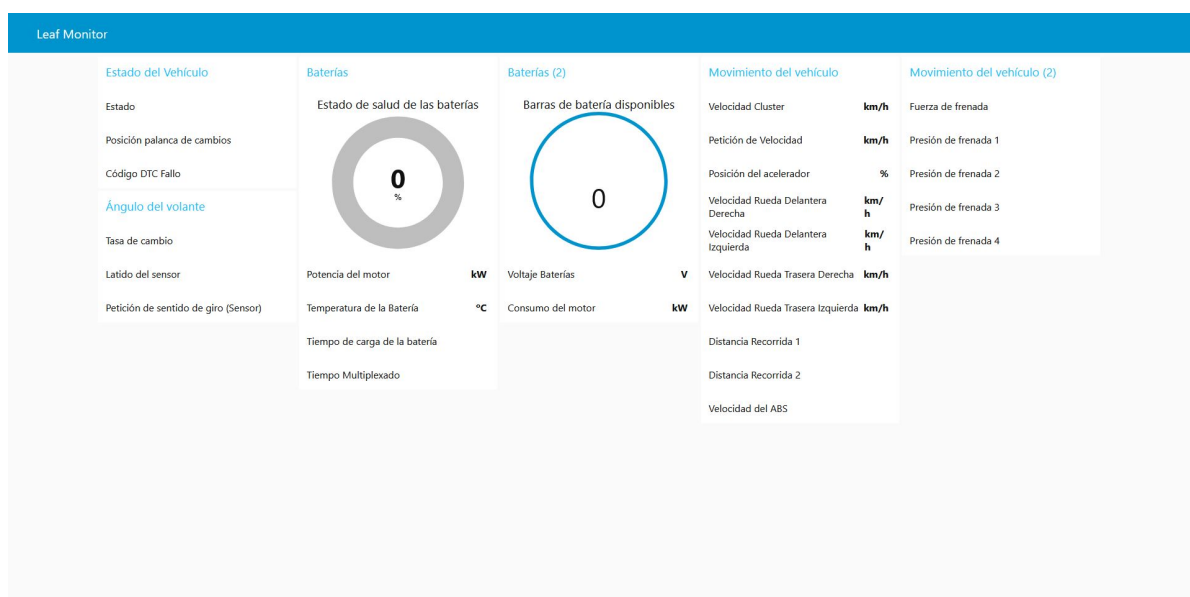 Leaf Monitor
Estado del Vehículo
Estado
Posición palanca de cambios
Código DTC Fallo
Ángulo del volante
Tasa de cambio
Latido del sensor
Petición de sentido de giro (Sensor)
Baterías
Estado de salud de las baterías
0
%
Potencia del motor kW
Temperatura de la Batería ºC
Tiempo de carga de la batería
Tiempo Multiplexado
Baterías (2)
Barras de batería disponibles
0
Voltaje Baterías V
Consumo del motor kW
Movimiento del vehículo
Velocidad Cluster km/h
Petición de Velocidad km/h
Posición del acelerador %
Velocidad Rueda Delantera km/
Derecha h
Velocidad Rueda Delantera km/
Izquierda h
Velocidad Rueda Trasera Derecha km/h
Velocidad Rueda Trasera Izquierda km/h
Distancia Recorrida 1
Distancia Recorrida 2
Velocidad del ABS
Movimiento del vehículo (2)
Fuerza de frenada
Presión de frenada 1
Presión de frenada 2
Presión de frenada 3
Presión de frenada 4